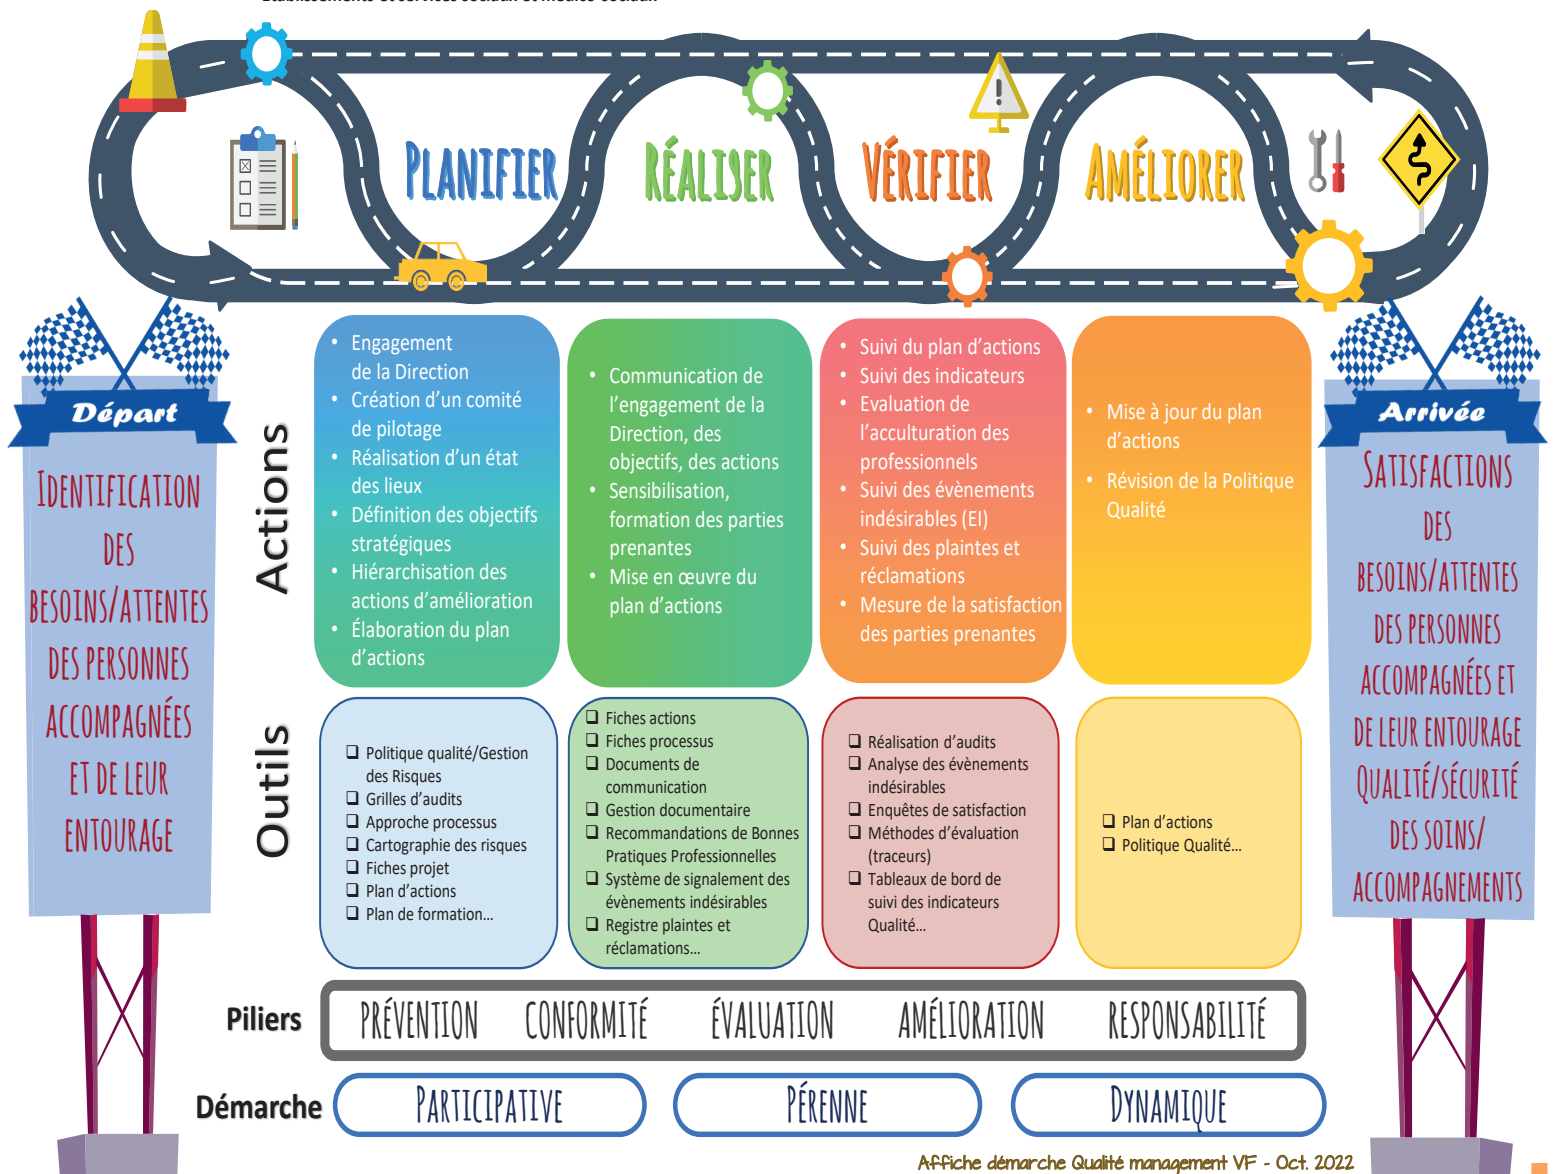 Établissements et services sociaux et médico-sociaux
PLANIFIER
RÉALISER
VÉRIFIER
AMÉLIORER
Départ
IDENTIFICATION
DES
BESOINS/ATTENTES
DES PERSONNES
ACCOMPAGNÉES
ET DE LEUR
ENTOURAGE
Actions
• Engagement
de la Direction
• Création d’un comité
de pilotage
• Réalisation d’un état
des lieux
• Définition des objectifs
stratégiques
• Hiérarchisation des
actions d’amélioration
• Élaboration du plan
d’actions
• Communication de
l’engagement de la
Direction, des
objectifs, des actions
• Sensibilisation,
formation des parties
prenantes
• Mise en œuvre du
plan d’actions
• Suivi du plan d’actions
• Suivi des indicateurs
• Evaluation de
l’acculturation des
professionnels
• Suivi des évènements
indésirables (EI)
• Suivi des plaintes et
réclamations
• Mesure de la satisfaction
des parties prenantes
• Mise à jour du plan
d’actions
• Révision de la Politique
Qualité
Outils
❑ Politique qualité/Gestion
des Risques
❑ Grilles d’audits
❑ Approche processus
❑ Cartographie des risques
❑ Fiches projet
❑ Plan d’actions
❑ Plan de formation…
❑ Fiches actions
❑ Fiches processus
❑ Documents de
communication
❑ Gestion documentaire
❑ Recommandations de Bonnes
Pratiques Professionnelles
❑ Système de signalement des
évènements indésirables
❑ Registre plaintes et
réclamations…
❑ Réalisation d’audits
❑ Analyse des évènements
indésirables
❑ Enquêtes de satisfaction
❑ Méthodes d’évaluation
(traceurs)
❑ Tableaux de bord de
suivi des indicateurs
Qualité…
❑ Plan d’actions
❑ Politique Qualité…
Arrivée
SATISFACTIONS
DES
BESOINS/ATTENTES
DES PERSONNES
ACCOMPAGNÉES ET
DE LEUR ENTOURAGE
QUALITÉ/SÉCURITÉ
DES SOINS/
ACCOMPAGNEMENTS
Piliers
PRÉVENTION CONFORMITÉ ÉVALUATION AMÉLIORATION RESPONSABILITÉ
Démarche
PARTICIPATIVE PÉRENNE DYNAMIQUE
Affiche démarche Qualité management VF - Oct. 2022